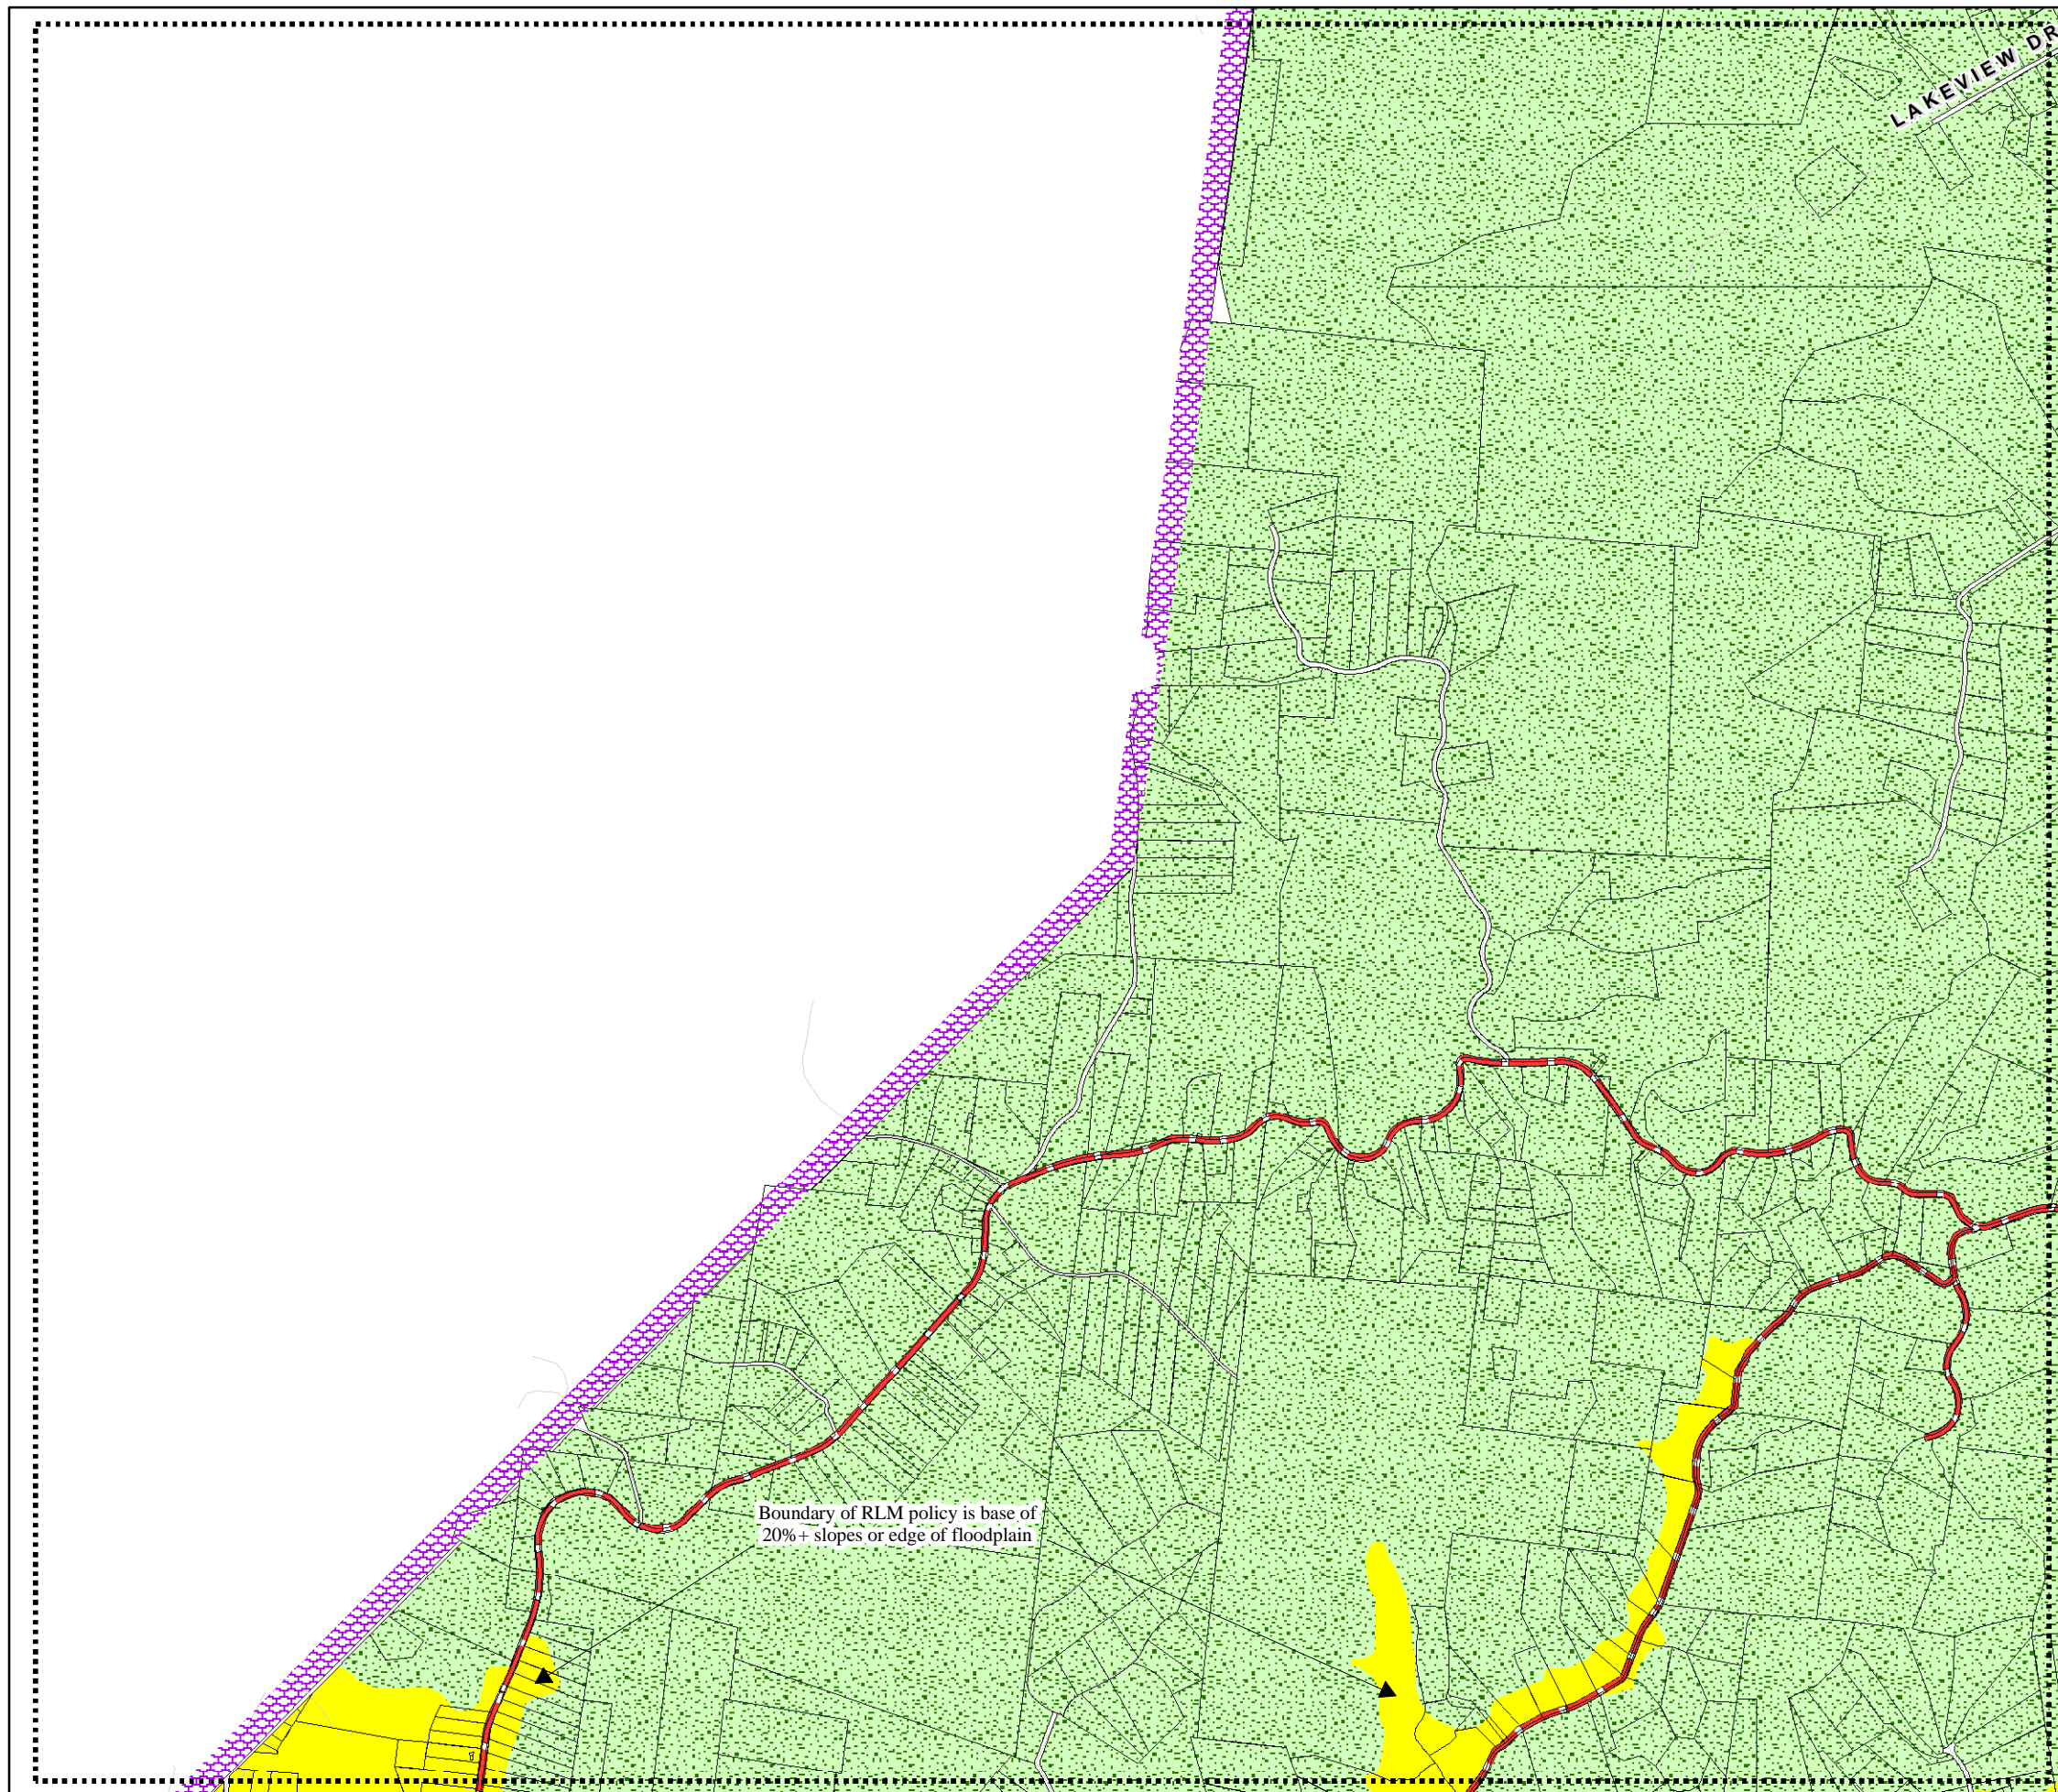 LAKEVIEW DR
Boundary of RLM policy is base of
20%+ slopes or edge of floodplain